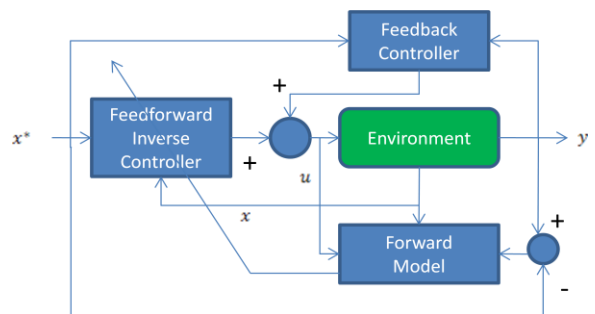 Feedback
Controller
+
Feedforward
Inverse
Controller
x*
+
u
Environment
y
x
Forward
Model
+
-